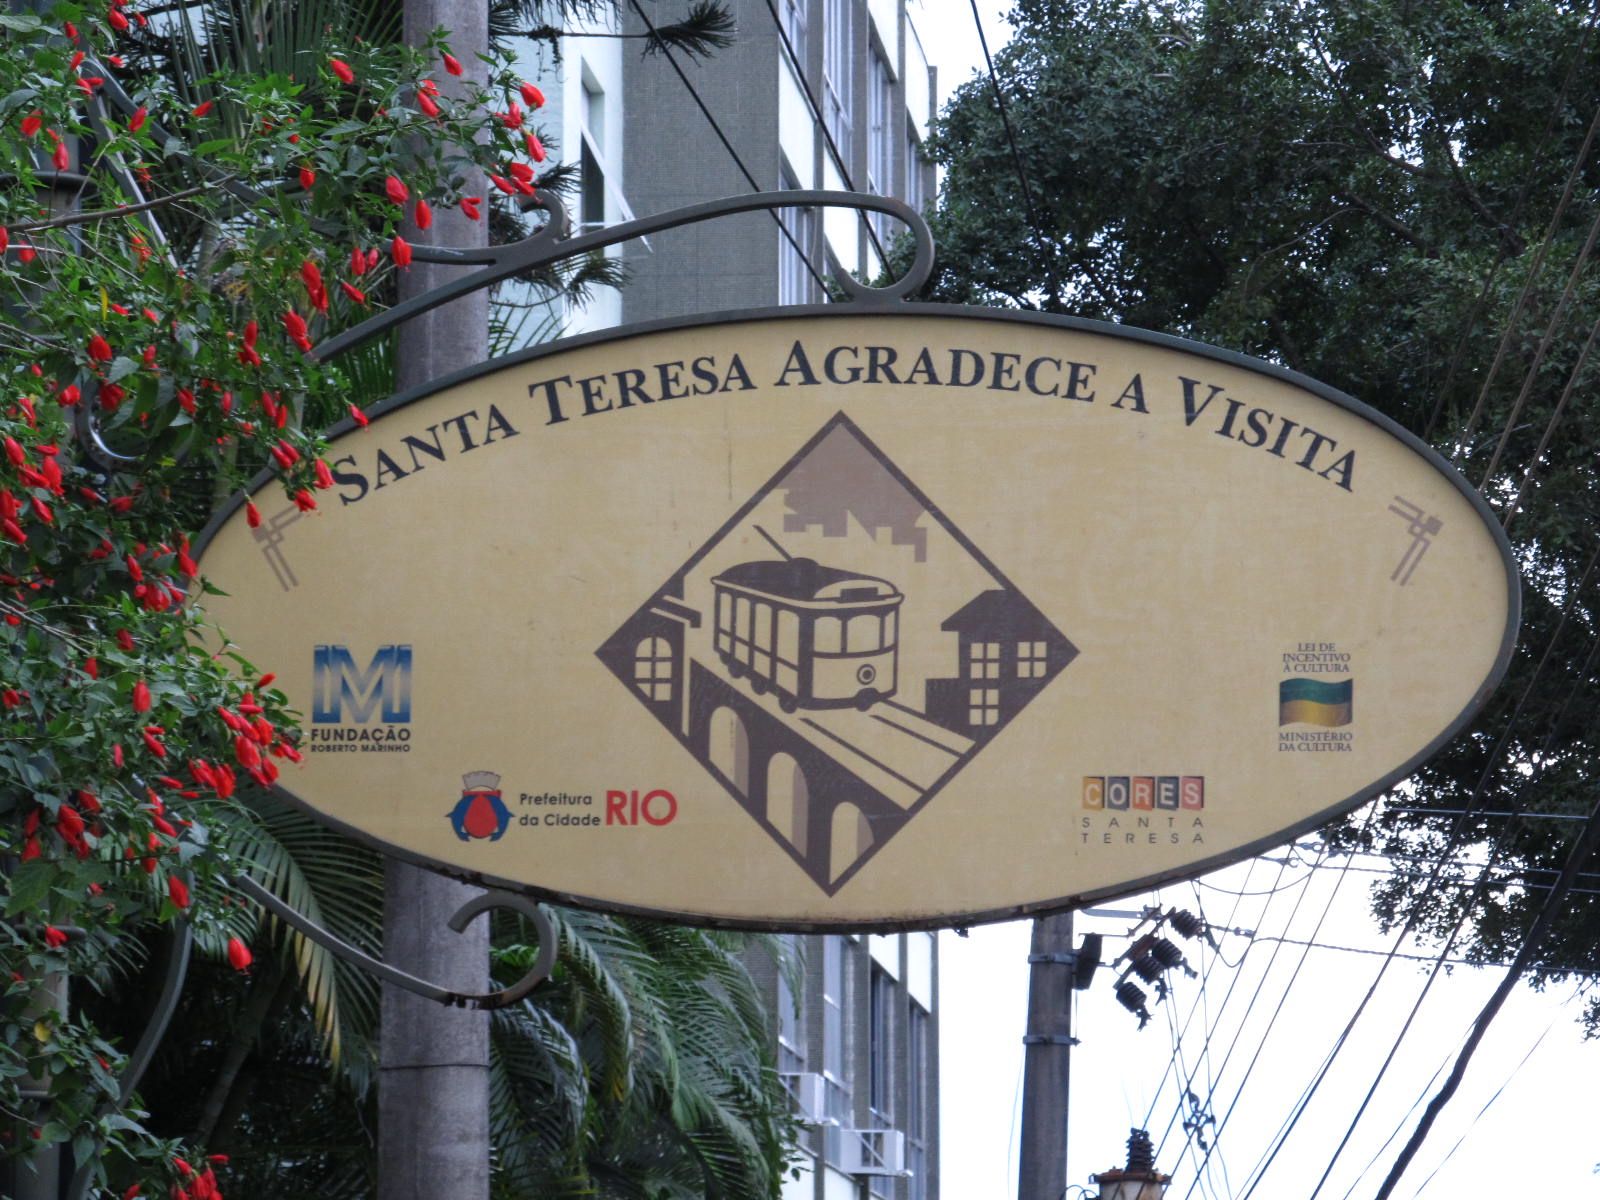 SANTA TERESA AGRADECE A VISITA
FUNDAÇÃO
ROBERTO MARINHO
Prefeitura
da Cidade RIO
CORES
SANTA
TERESA
LEI DE
INCENTIVO
À CULTURA
MINISTÉRIO
DA CULTURA